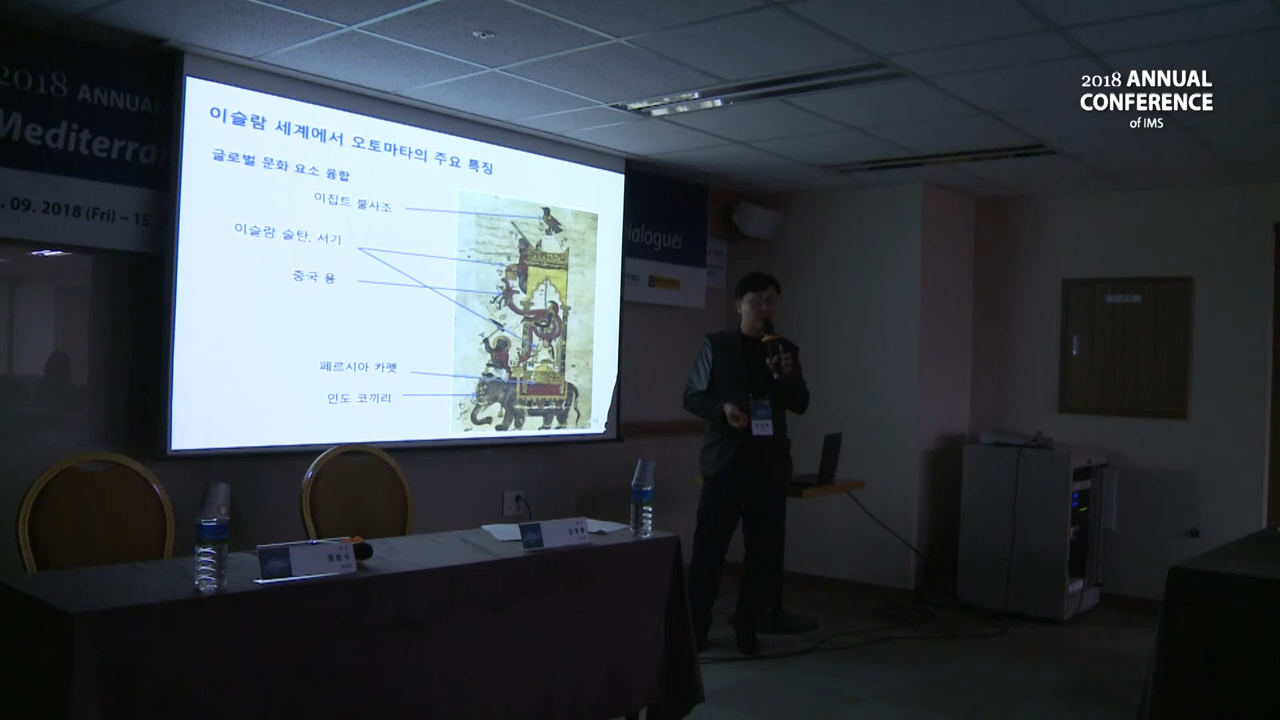 2018 ANNUAL
CONFERENCE
of IMS
2018 ANNUAL
Mediterra
. 09. 2018 (Fri) ~ 15.
ialogues
이슬람 세계에서 오토마타의 주요 특징
글로벌 문화 요소 융합
이집트 불사조
이슬람 술탄, 서기
중국 용
페르시아 카펫
인도 코끼리